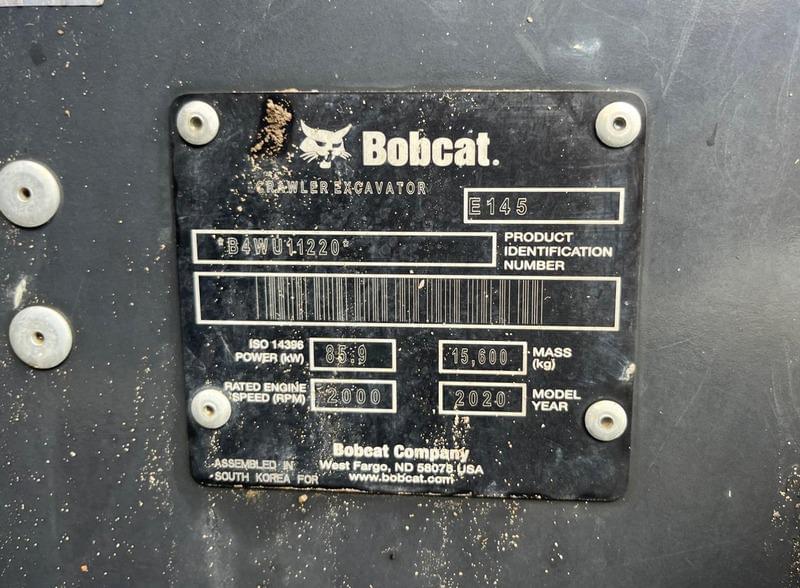 Bobcat.
CRAWLER EXCAVATOR
E145
*B4WU11220*
PRODUCT
IDENTIFICATION
NUMBER
ISO 14396
POWER (kW)
85.9
15,600
MASS
(kg)
RATED ENGINE
SPEED (RPM)
2000
2020
MODEL
YEAR
Bobcat Company
West Fargo, ND 58078 USA
www.bobcat.com
ASSEMBLED IN
SOUTH KOREA FOR